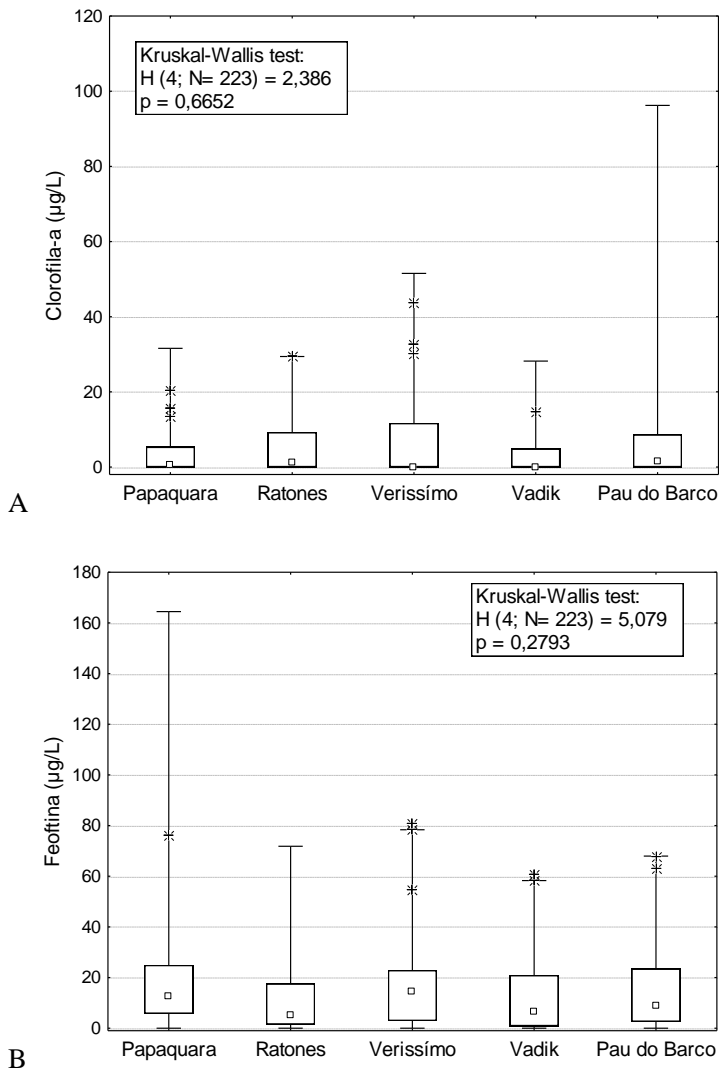 120
Kruskal-Wallis test:
H (4; N= 223) = 2,386
p = 0,6652
100
80
60
40
20
0
Clorofila-a (µg/L)
Papaquara Ratones Verissímo Vadik Pau do Barco
A
180
Kruskal-Wallis test:
H (4; N= 223) = 5,079
p = 0,2793
160
140
120
100
80
60
40
20
0
Feoftina (µg/L)
Papaquara Ratones Verissímo Vadik Pau do Barco
B